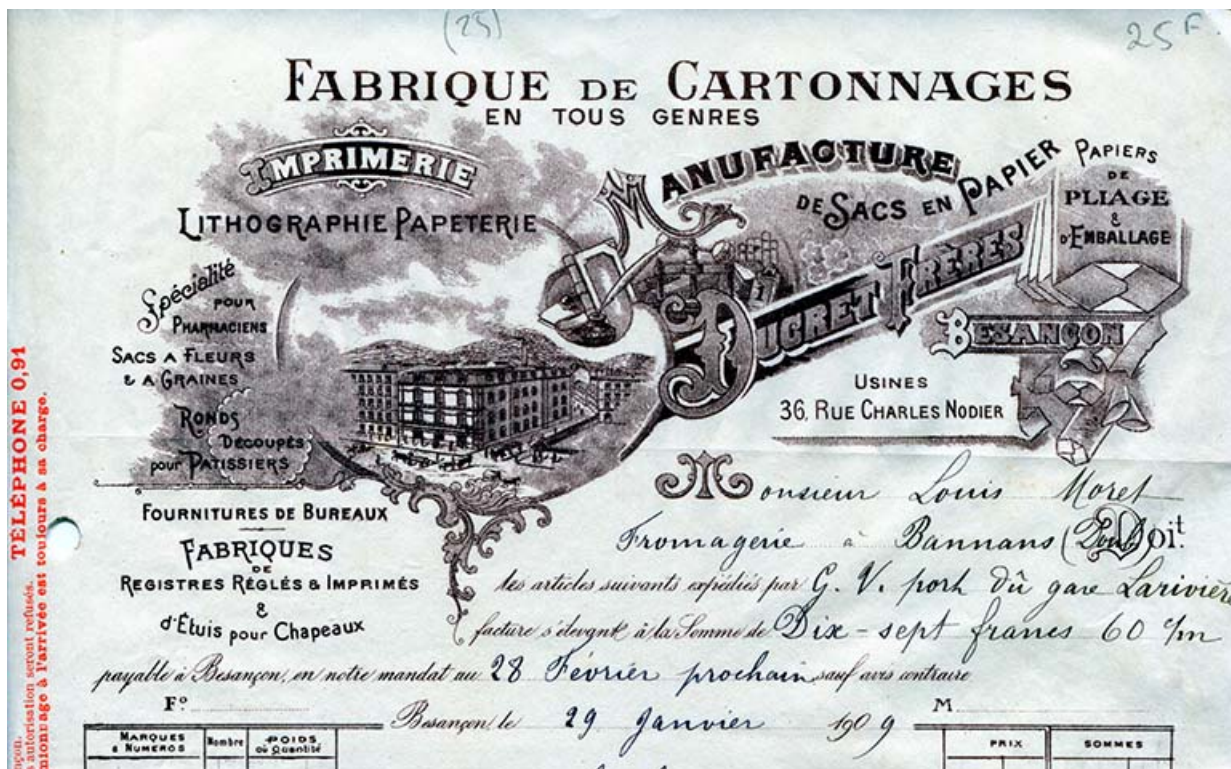 (25)
25 F
FABRIQUE DE CARTONNAGES
EN TOUS GENRES
IMPRIMERIE
LITHOGRAPHIE PAPETERIE
MANUFACTURE
DE SACS EN PAPIER
PAPIERS
DE
PLIAGE
&
d'EMBALLAGE
DUCRET FRÈRES
BESANÇON
USINES
36, RUE CHARLES NODIER
Spécialité
POUR
PHARMACIENS
SACS A FLEURS
& A GRAINES
RONDS
DÉCOUPÉS
pour PATISSIERS
FOURNITURES DE BUREAUX
FABRIQUES
DE
REGISTRES RÉGLÉS & IMPRIMÉS
&
d'ÉTUIS pour CHAPEAUX
TÉLÉPHONE 0,91
autorisation seront refusés.
à l'arrivée est toujours à sa charge.
Monsieur Louis Moret
Fromagerie à Bannans (Doubs) Doit.
les articles suivants expédiés par G. V. port dû gare Larivière
facture s'élevant à la Somme de Dix-sept francs 60 c/m
payable à Besançon, en notre mandat au 28 Février prochain sauf avis contraire
Fº
M
Besançon le 29 Janvier 1909
MARQUES & NUMÉROS
Nombre
POIDS ou Quantité
PRIX
SOMMES